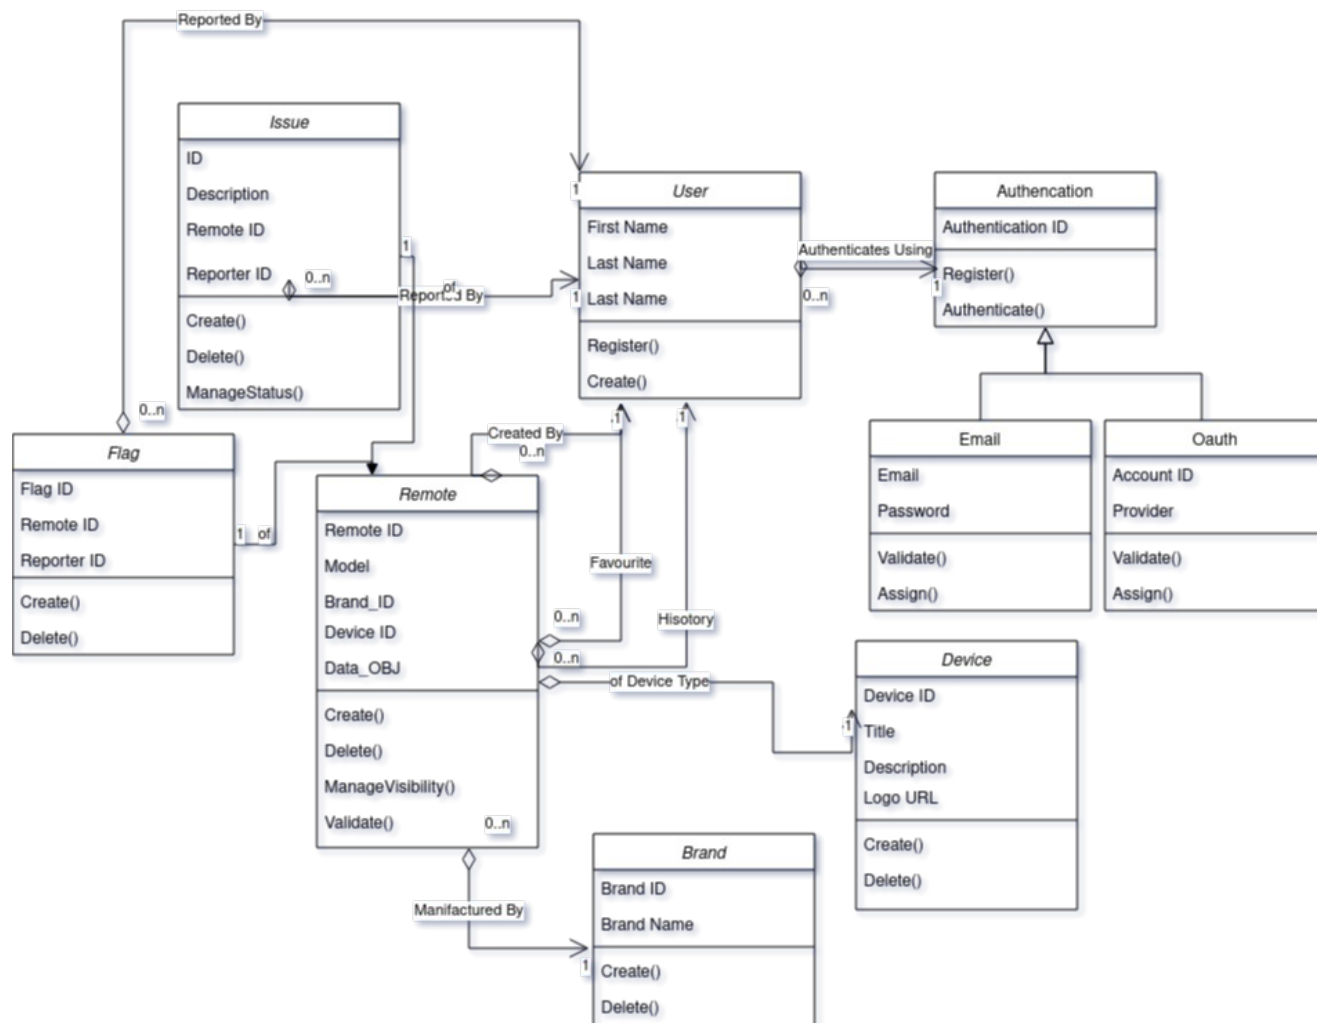 Reported By
Issue
ID
Description
Remote ID
Reporter ID
0..n
Create()
Delete()
ManageStatus()
1
of
Reported By
1
1
User
First Name
Last Name
Last Name
Register()
Create()
Authenticates Using
0..n
1
Authencation
Authentication ID
Register()
Authenticate()
Email
Email
Password
Validate()
Assign()
Oauth
Account ID
Provider
Validate()
Assign()
0..n
Flag
Flag ID
Remote ID
Reporter ID
Create()
Delete()
1
of
Created By
0..n
1
1
Remote
Remote ID
Model
Brand_ID
Device ID
Data_OBJ
Create()
Delete()
ManageVisibility()
Validate()
0..n
Favourite
0..n
Hisotory
0..n
of Device Type
1
Device
Device ID
Title
Description
Logo URL
Create()
Delete()
Manifactured By
1
Brand
Brand ID
Brand Name
Create()
Delete()